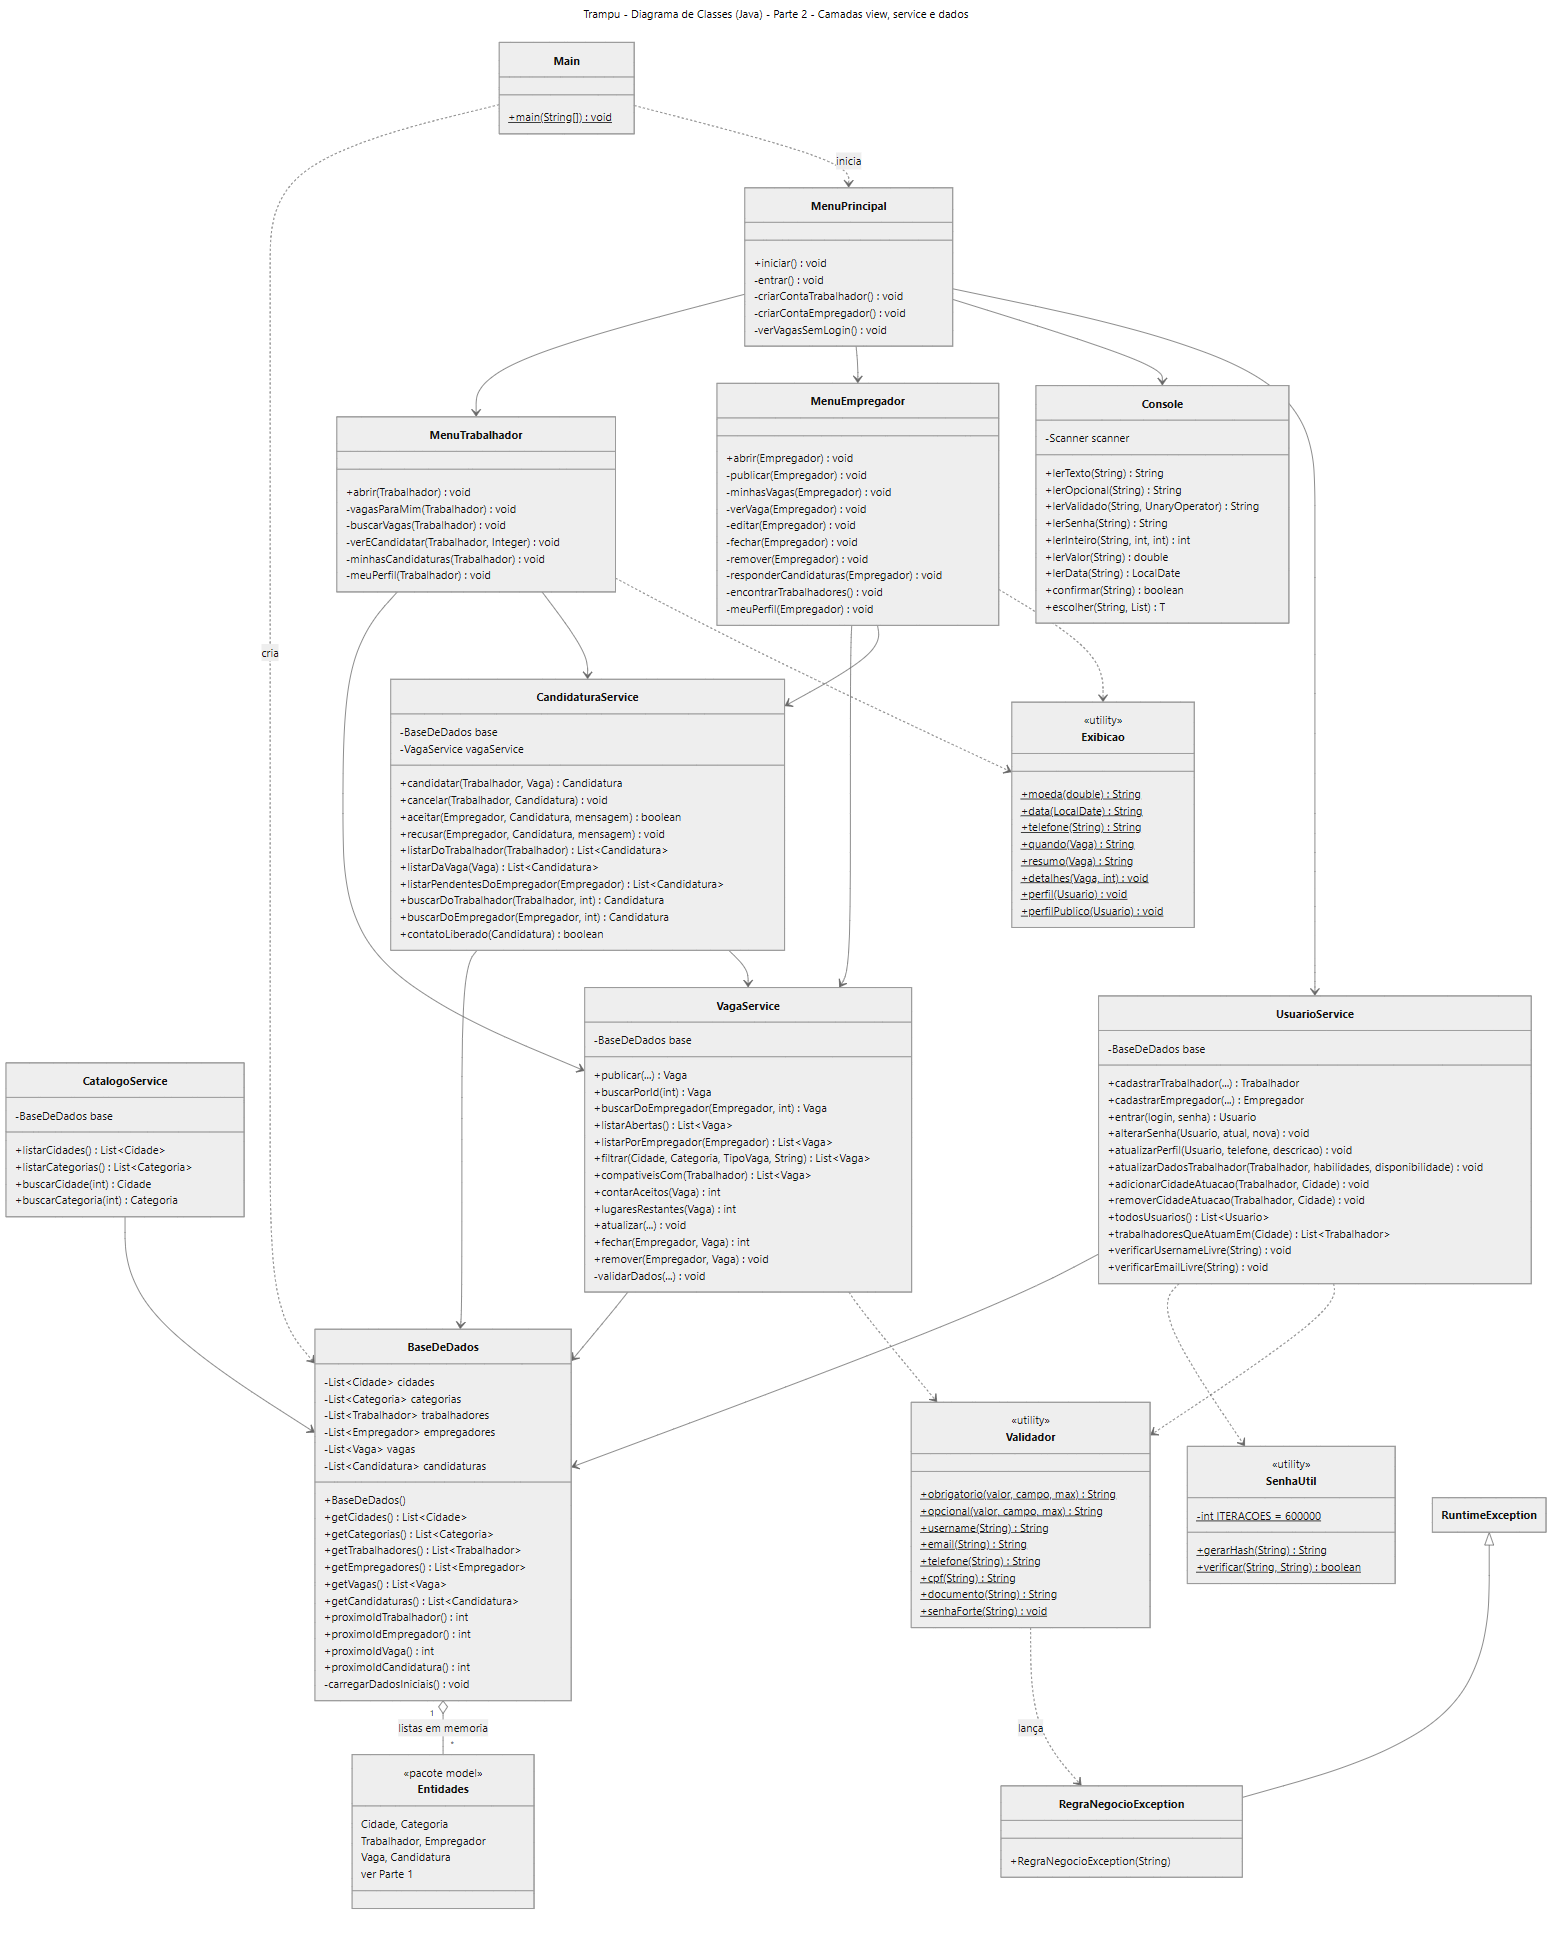 Trampu - Diagrama de Classes (Java) - Parte 2 - Camadas view, service e dados
Main
+main(String[]) : void
inicia
MenuPrincipal
+iniciar() : void
-entrar() : void
-criarContaTrabalhador() : void
-criarContaEmpregador() : void
-verVagasSemLogin() : void
MenuTrabalhador
+abrir(Trabalhador) : void
-vagasParaMim(Trabalhador) : void
-buscarVagas(Trabalhador) : void
-verECandidatar(Trabalhador, Integer) : void
-minhasCandidaturas(Trabalhador) : void
-meuPerfil(Trabalhador) : void
MenuEmpregador
+abrir(Empregador) : void
-publicar(Empregador) : void
-minhasVagas(Empregador) : void
-verVaga(Empregador) : void
-editar(Empregador) : void
-fechar(Empregador) : void
-remover(Empregador) : void
-responderCandidaturas(Empregador) : void
-encontrarTrabalhadores() : void
-meuPerfil(Empregador) : void
Console
-Scanner scanner
+lerTexto(String) : String
+lerOpcional(String) : String
+lerValidado(String, UnaryOperator) : String
+lerSenha(String) : String
+lerInteiro(String, int, int) : int
+lerValor(String) : double
+lerData(String) : LocalDate
+confirmar(String) : boolean
+escolher(String, List) : T
cria
CandidaturaService
-BaseDeDados base
-VagaService vagaService
+candidatar(Trabalhador, Vaga) : Candidatura
+cancelar(Trabalhador, Candidatura) : void
+aceitar(Empregador, Candidatura, mensagem) : boolean
+recusar(Empregador, Candidatura, mensagem) : void
+listarDoTrabalhador(Trabalhador) : List<Candidatura>
+listarDaVaga(Vaga) : List<Candidatura>
+listarPendentesDoEmpregador(Empregador) : List<Candidatura>
+buscarDoTrabalhador(Trabalhador, int) : Candidatura
+buscarDoEmpregador(Empregador, int) : Candidatura
+contatoLiberado(Candidatura) : boolean
«utility»
Exibicao
+moeda(double) : String
+data(LocalDate) : String
+telefone(String) : String
+quando(Vaga) : String
+resumo(Vaga) : String
+detalhes(Vaga, int) : void
+perfil(Usuario) : void
+perfilPublico(Usuario) : void
VagaService
-BaseDeDados base
+publicar(...) : Vaga
+buscarPorId(int) : Vaga
+buscarDoEmpregador(Empregador, int) : Vaga
+listarAbertas() : List<Vaga>
+listarPorEmpregador(Empregador) : List<Vaga>
+filtrar(Cidade, Categoria, TipoVaga, String) : List<Vaga>
+compativeisCom(Trabalhador) : List<Vaga>
+contarAceitos(Vaga) : int
+lugaresRestantes(Vaga) : int
+atualizar(...) : void
+fechar(Empregador, Vaga) : int
+remover(Empregador, Vaga) : void
-validarDados(...) : void
UsuarioService
-BaseDeDados base
+cadastrarTrabalhador(...) : Trabalhador
+cadastrarEmpregador(...) : Empregador
+entrar(login, senha) : Usuario
+alterarSenha(Usuario, atual, nova) : void
+atualizarPerfil(Usuario, telefone, descricao) : void
+atualizarDadosTrabalhador(Trabalhador, habilidades, disponibilidade) : void
+adicionarCidadeAtuacao(Trabalhador, Cidade) : void
+removerCidadeAtuacao(Trabalhador, Cidade) : void
+todosUsuarios() : List<Usuario>
+trabalhadoresQueAtuamEm(Cidade) : List<Trabalhador>
+verificarUsernameLivre(String) : void
+verificarEmailLivre(String) : void
CatalogoService
-BaseDeDados base
+listarCidades() : List<Cidade>
+listarCategorias() : List<Categoria>
+buscarCidade(int) : Cidade
+buscarCategoria(int) : Categoria
BaseDeDados
-List<Cidade> cidades
-List<Categoria> categorias
-List<Trabalhador> trabalhadores
-List<Empregador> empregadores
-List<Vaga> vagas
-List<Candidatura> candidaturas
+BaseDeDados()
+getCidades() : List<Cidade>
+getCategorias() : List<Categoria>
+getTrabalhadores() : List<Trabalhador>
+getEmpregadores() : List<Empregador>
+getVagas() : List<Vaga>
+getCandidaturas() : List<Candidatura>
+proximoIdTrabalhador() : int
+proximoIdEmpregador() : int
+proximoIdVaga() : int
+proximoIdCandidatura() : int
-carregarDadosIniciais() : void
«utility»
Validador
+obrigatorio(valor, campo, max) : String
+opcional(valor, campo, max) : String
+username(String) : String
+email(String) : String
+telefone(String) : String
+cpf(String) : String
+documento(String) : String
+senhaForte(String) : void
«utility»
SenhaUtil
-int ITERACOES = 600000
+gerarHash(String) : String
+verificar(String, String) : boolean
RuntimeException
1
listas em memoria
*
lança
«pacote model»
Entidades
Cidade, Categoria
Trabalhador, Empregador
Vaga, Candidatura
ver Parte 1
RegraNegocioException
+RegraNegocioException(String)